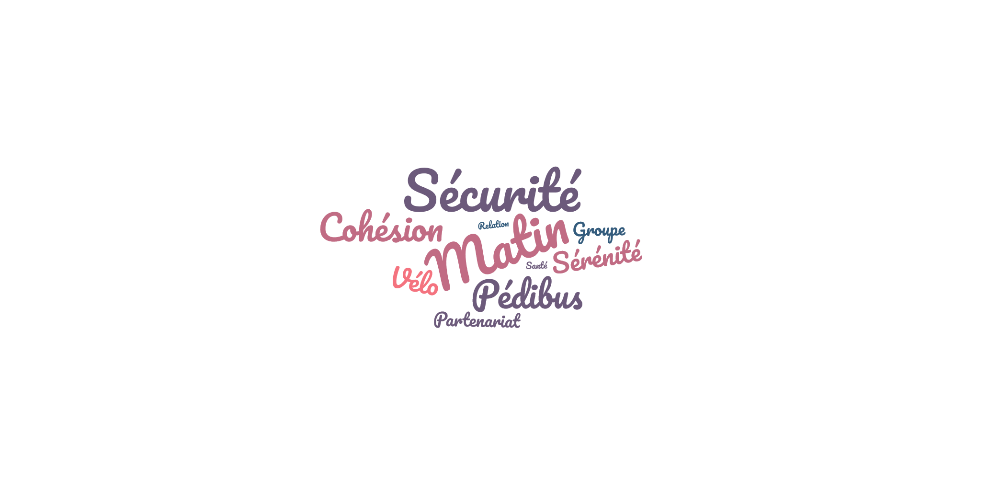 Sécurité
Cohésion
Relation
Matin
Groupe
Sérénité
Santé
Vélo
Pédibus
Partenariat